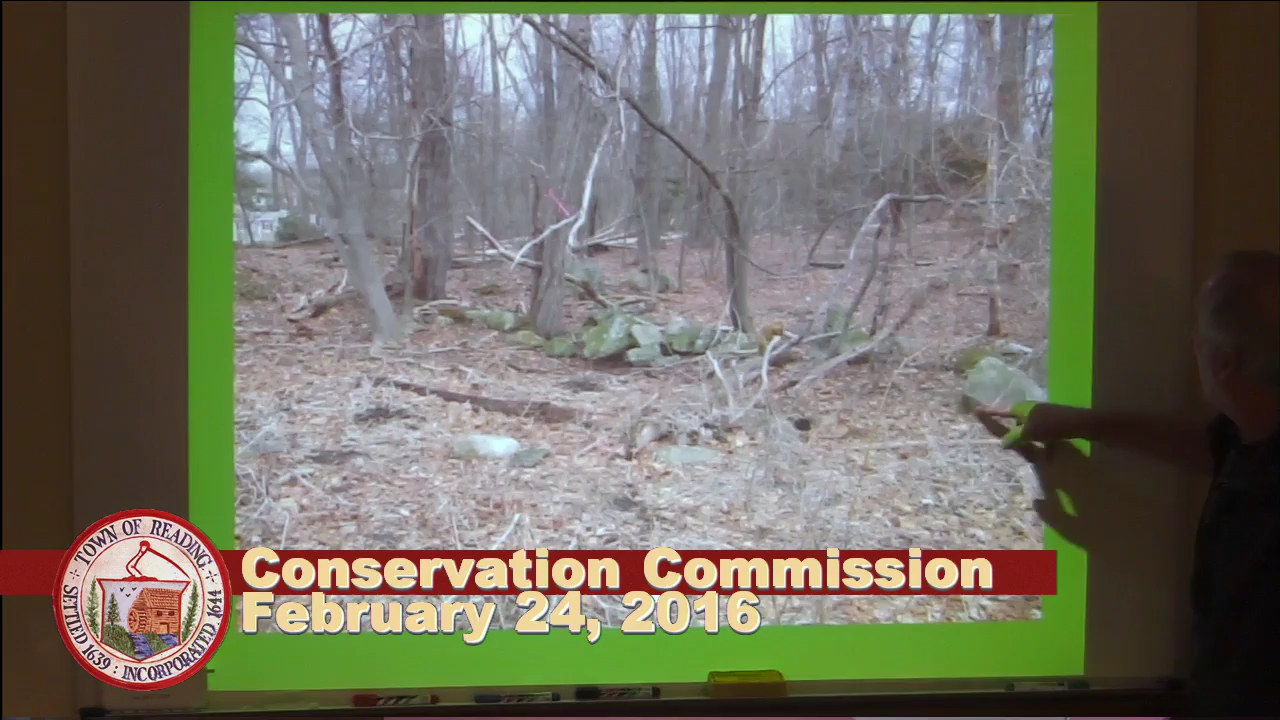 TOWN OF READING
SETTLED 1639 : INCORPORATED 1644
Conservation Commission
February 24, 2016